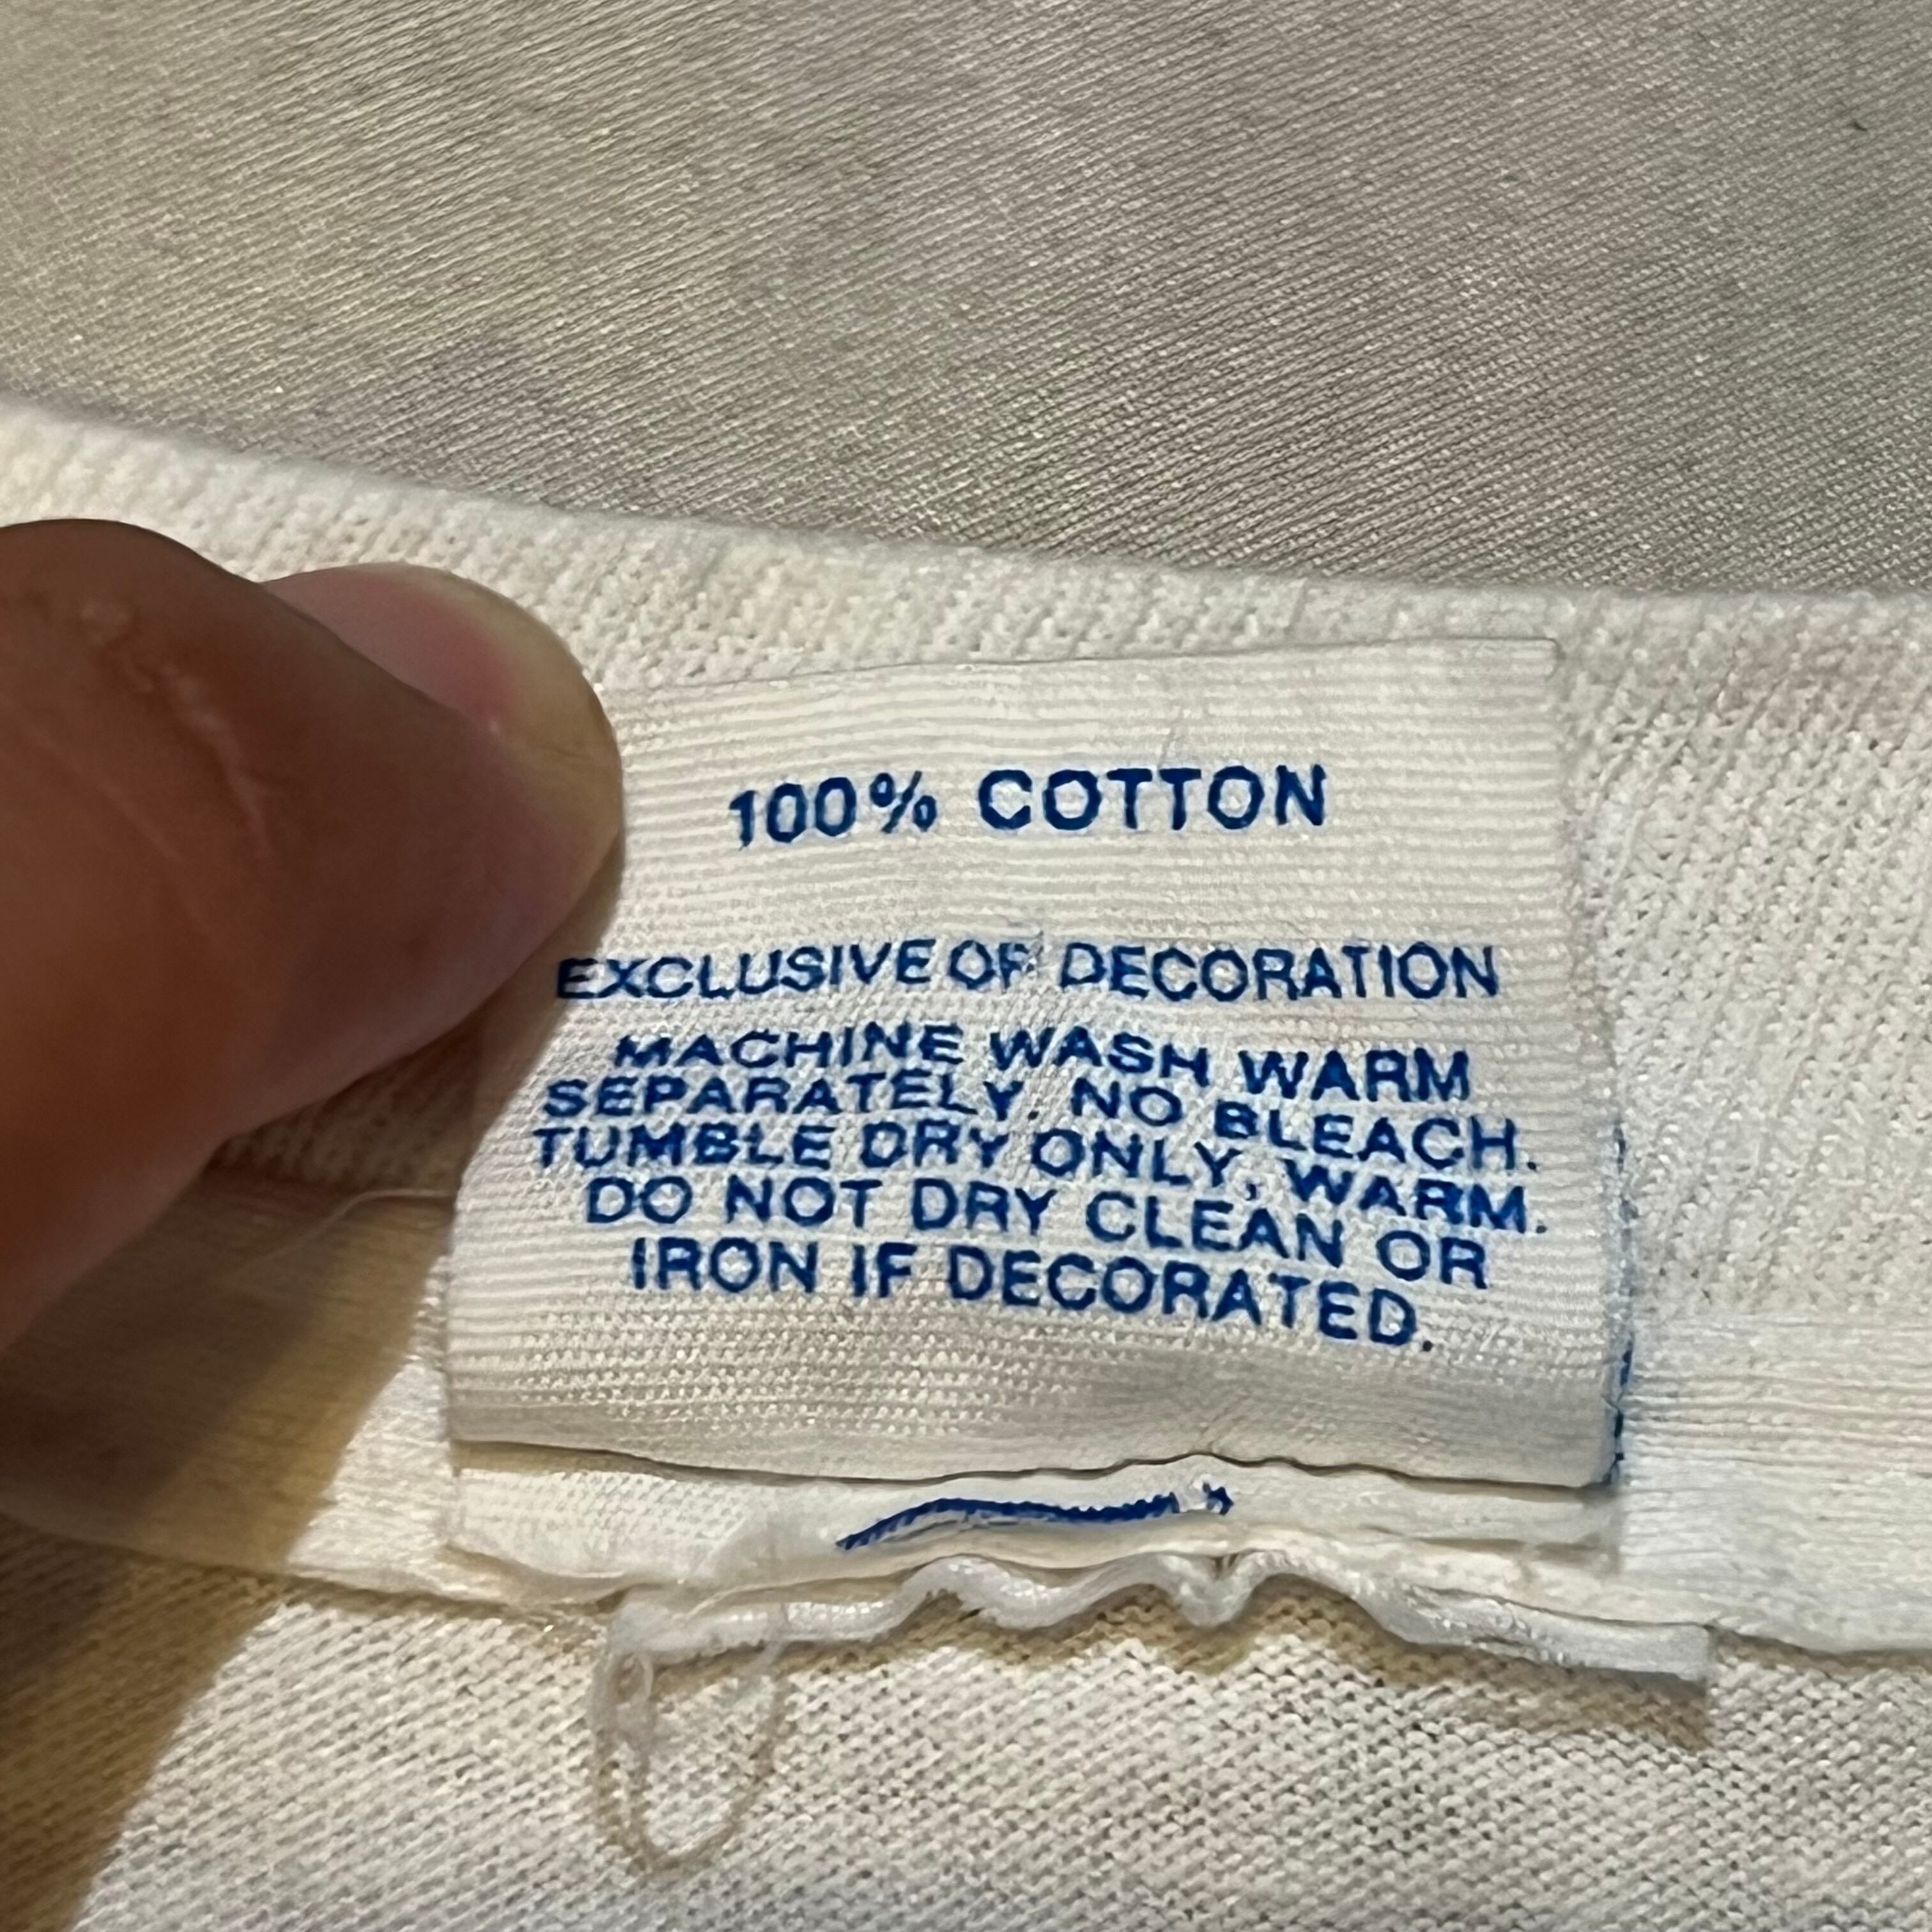 100% COTTON
EXCLUSIVE OF DECORATION
MACHINE WASH WARM
SEPARATELY. NO BLEACH.
TUMBLE DRY ONLY, WARM.
DO NOT DRY CLEAN OR
IRON IF DECORATED.